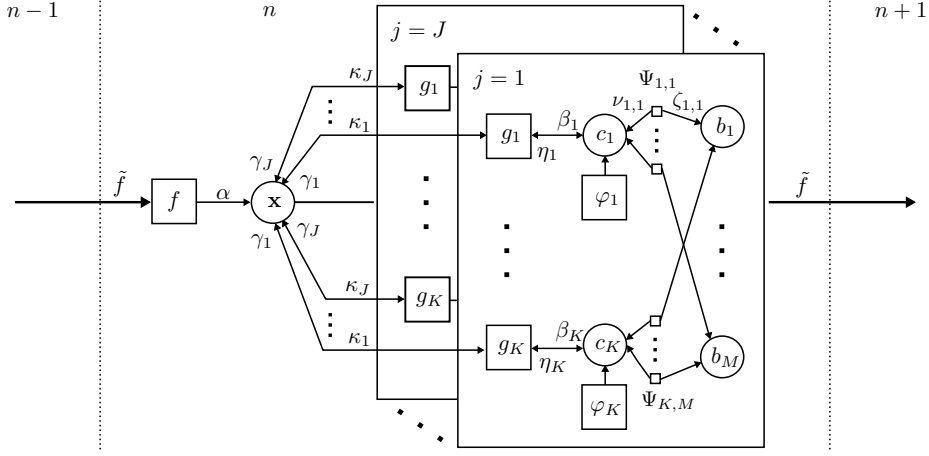 n − 1
n
n + 1
j = J
j = 1
κ_J
g_1
Ψ_{1,1}
ν_{1,1}
ζ_{1,1}
κ_1
g_1
β_1
η_1
c_1
b_1
γ_J
γ_1
f̃
f
α
x
φ_1
f̃
γ_1
γ_J
κ_J
g_K
κ_1
g_K
β_K
η_K
c_K
b_M
φ_K
Ψ_{K,M}